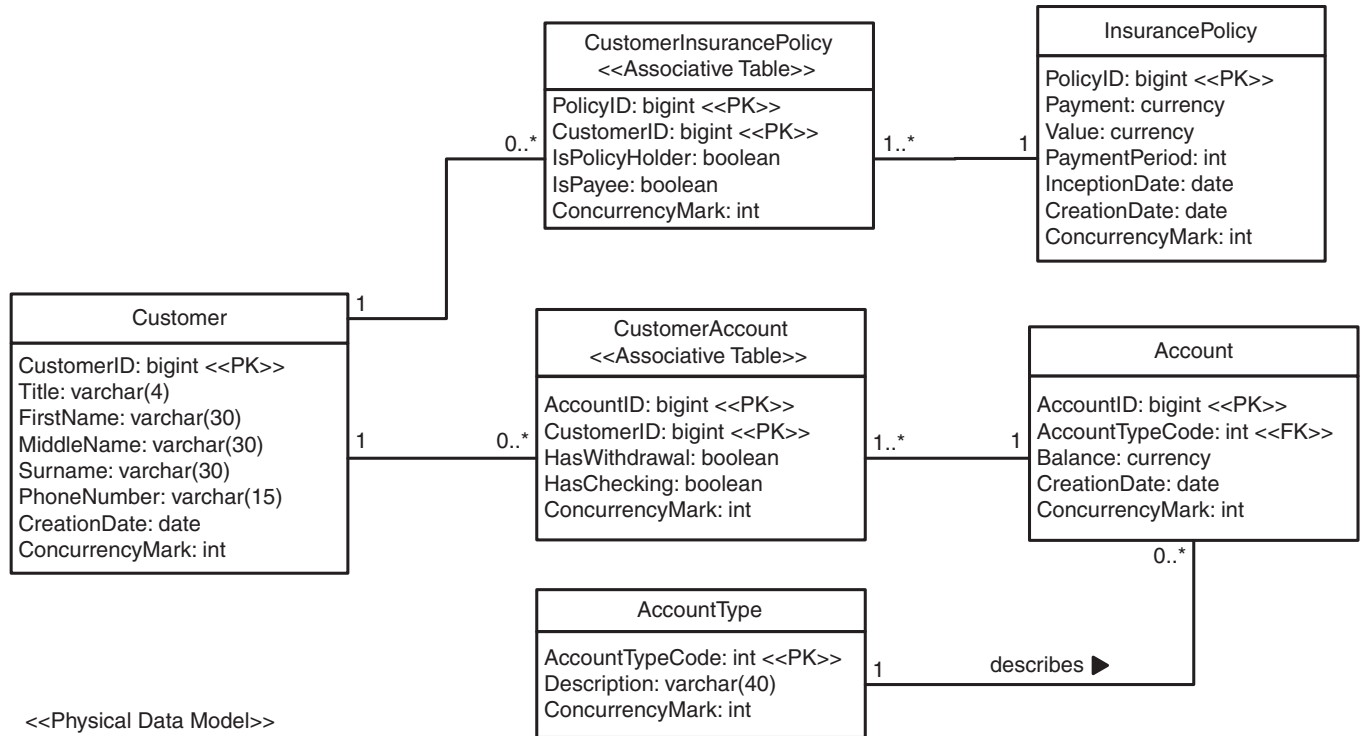 CustomerInsurancePolicy
<<Associative Table>>
PolicyID: bigint <<PK>>
CustomerID: bigint <<PK>>
IsPolicyHolder: boolean
IsPayee: boolean
ConcurrencyMark: int
InsurancePolicy
PolicyID: bigint <<PK>>
Payment: currency
Value: currency
PaymentPeriod: int
InceptionDate: date
CreationDate: date
ConcurrencyMark: int
0..*
1..*
1
Customer
CustomerID: bigint <<PK>>
Title: varchar(4)
FirstName: varchar(30)
MiddleName: varchar(30)
Surname: varchar(30)
PhoneNumber: varchar(15)
CreationDate: date
ConcurrencyMark: int
1
1
0..*
CustomerAccount
<<Associative Table>>
AccountID: bigint <<PK>>
CustomerID: bigint <<PK>>
HasWithdrawal: boolean
HasChecking: boolean
ConcurrencyMark: int
1..*
1
Account
AccountID: bigint <<PK>>
AccountTypeCode: int <<FK>>
Balance: currency
CreationDate: date
ConcurrencyMark: int
0..*
AccountType
AccountTypeCode: int <<PK>>
Description: varchar(40)
ConcurrencyMark: int
1
describes
<<Physical Data Model>>